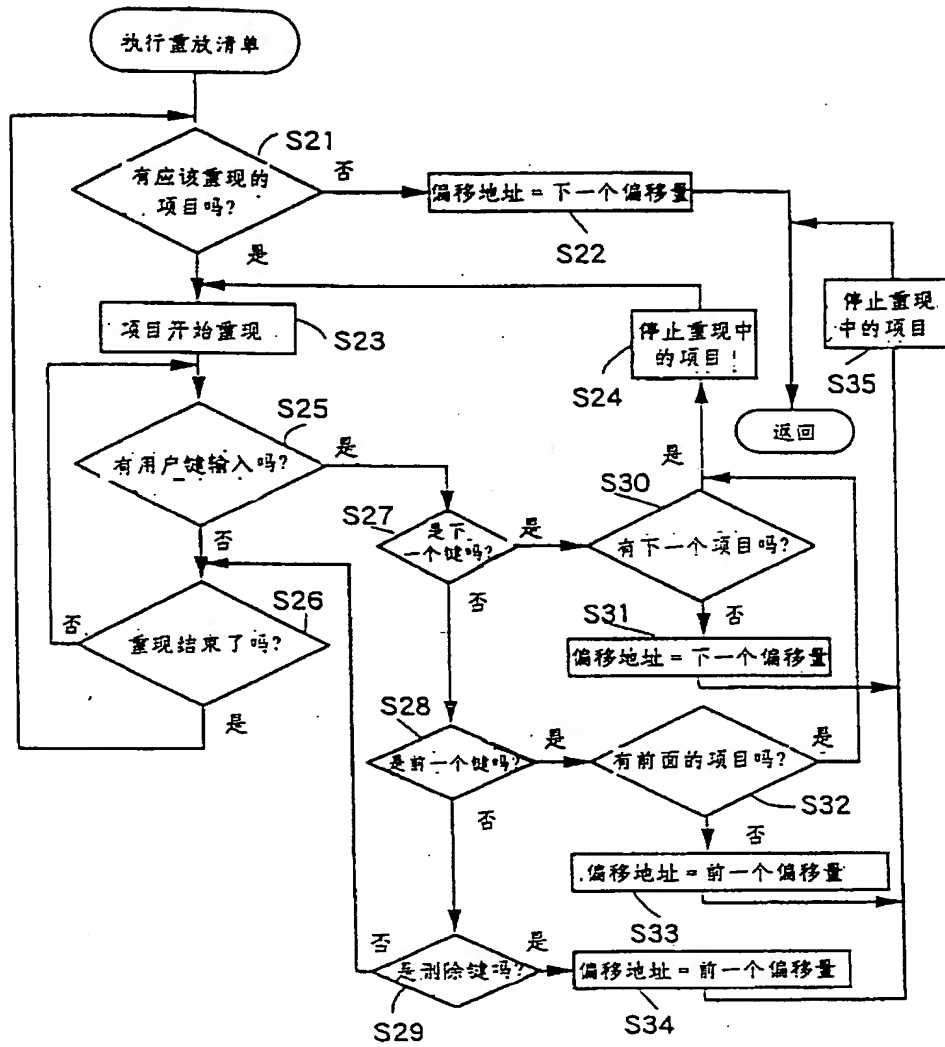 执行重放清单
S21
有应该重现的
项目吗?
否
偏移地址=下一个偏移量
S22
是
项目开始重现
S23
停止重现中
的项目!
S24
停止重现
中的项目
S35
返回
S25
有用户键输入吗?
是
否
S27
是下
一个键吗?
是
否
S30
有下一个项目吗?
是
否
S26
重现结束了吗?
否
是
S31
偏移地址=下一个偏移量
S28
是前一个键吗?
是
否
有前面的项目吗?
是
S32
否
偏移地址=前一个偏移量
S33
是删除键吗?
否
是
S29
偏移地址=前一个偏移量
S34